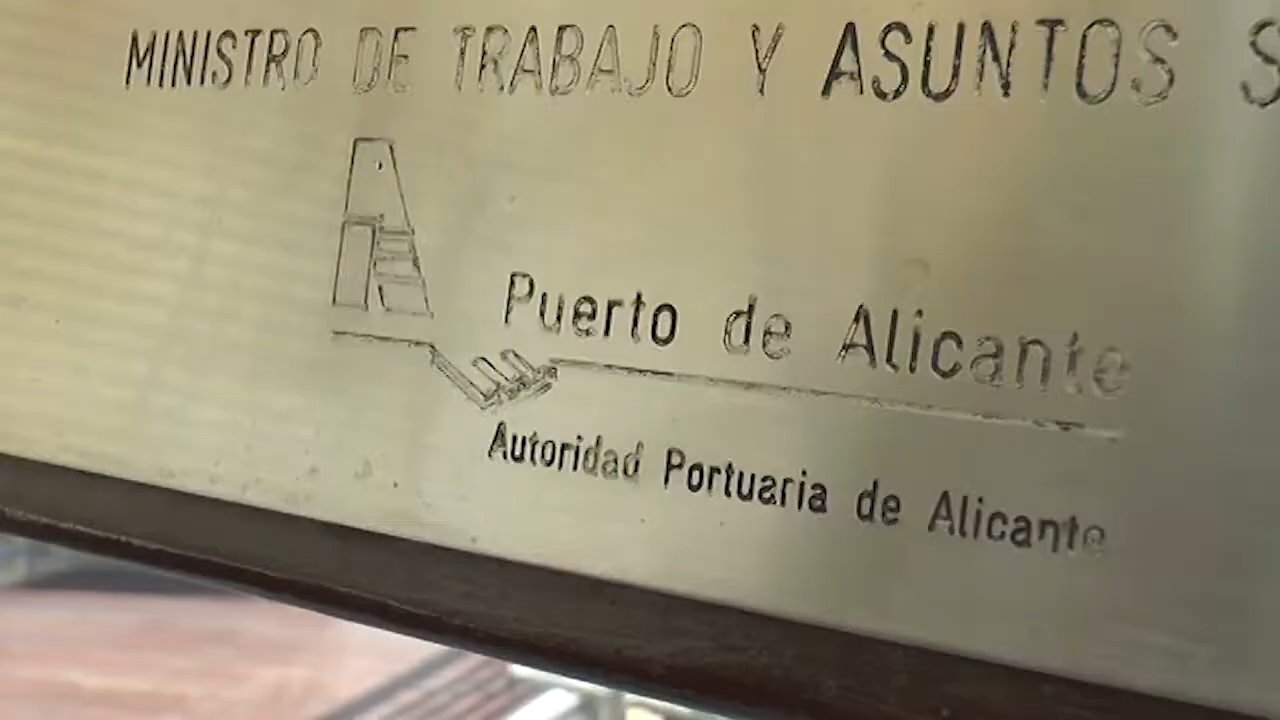 MINISTRO DE TRABAJO Y ASUNTOS S
Puerto de Alicante
Autoridad Portuaria de Alicante